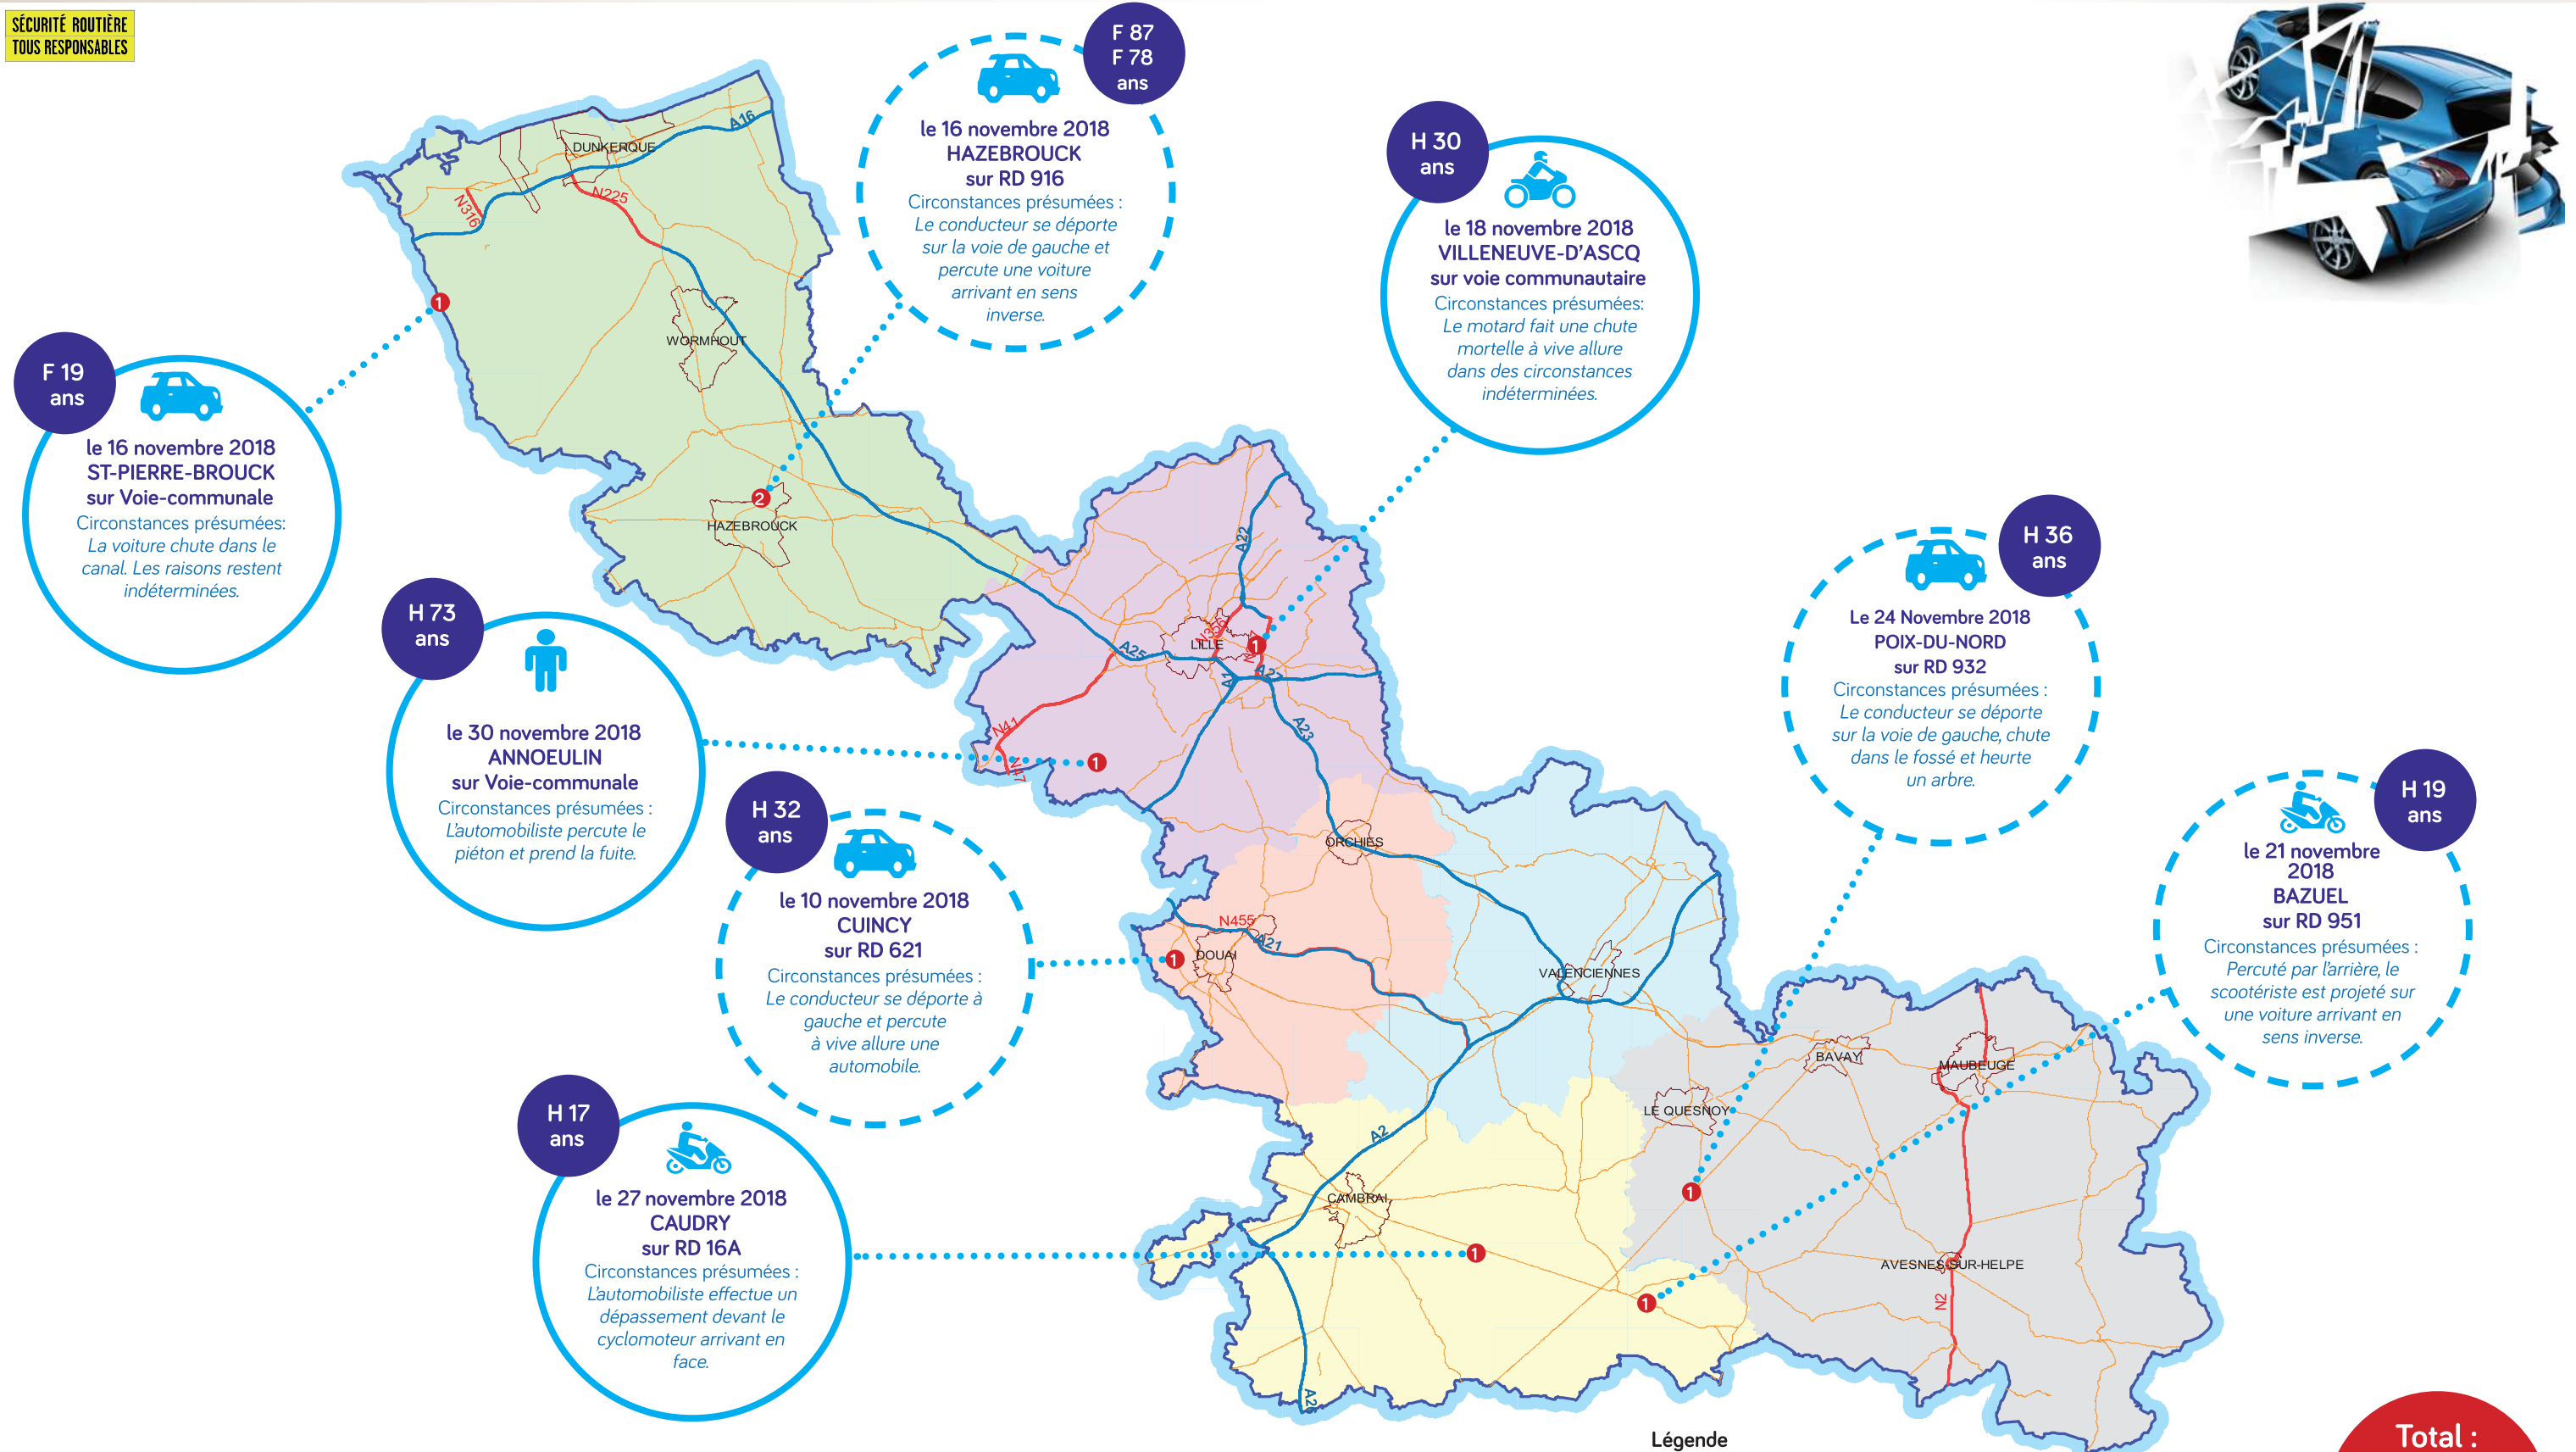 SÉCURITÉ ROUTIÈRE
TOUS RESPONSABLES
F 87
F 78
ans
le 16 novembre 2018
HAZEBROUCK
sur RD 916
Circonstances présumées :
Le conducteur se déporte
sur la voie de gauche et
percute une voiture
arrivant en sens
inverse.
H 30
ans
le 18 novembre 2018
VILLENEUVE-D'ASCQ
sur voie communautaire
Circonstances présumées:
Le motard fait une chute
mortelle à vive allure
dans des circonstances
indéterminées.
F 19
ans
le 16 novembre 2018
ST-PIERRE-BROUCK
sur Voie-communale
Circonstances présumées:
La voiture chute dans le
canal. Les raisons restent
indéterminées.
H 73
ans
le 30 novembre 2018
ANNOEULIN
sur Voie-communale
Circonstances présumées :
L'automobiliste percute le
piéton et prend la fuite.
H 32
ans
le 10 novembre 2018
CUINCY
sur RD 621
Circonstances présumées :
Le conducteur se déporte à
gauche et percute
à vive allure une
automobile.
H 17
ans
le 27 novembre 2018
CAUDRY
sur RD 16A
Circonstances présumées :
L'automobiliste effectue un
dépassement devant le
cyclomoteur arrivant en
face.
H 36
ans
Le 24 Novembre 2018
POIX-DU-NORD
sur RD 932
Circonstances présumées :
Le conducteur se déporte
sur la voie de gauche, chute
dans le fossé et heurte
un arbre.
H 19
ans
le 21 novembre
2018
BAZUEL
sur RD 951
Circonstances présumées :
Percuté par l'arrière, le
scootériste est projeté sur
une voiture arrivant en
sens inverse.
A16
DUNKERQUE
N225
N316
1
WORMHOUT
2
HAZEBROUCK
A22
N356
LILLE
1
A25
A1
A27
N41
A23
N47
1
ORCHIES
N455
A21
1
DOUAI
VALENCIENNES
BAVAY
MAUBEUGE
LE QUESNOY
A2
1
CAMBRAI
1
AVESNES-SUR-HELPE
N2
1
A26
Légende
Total :